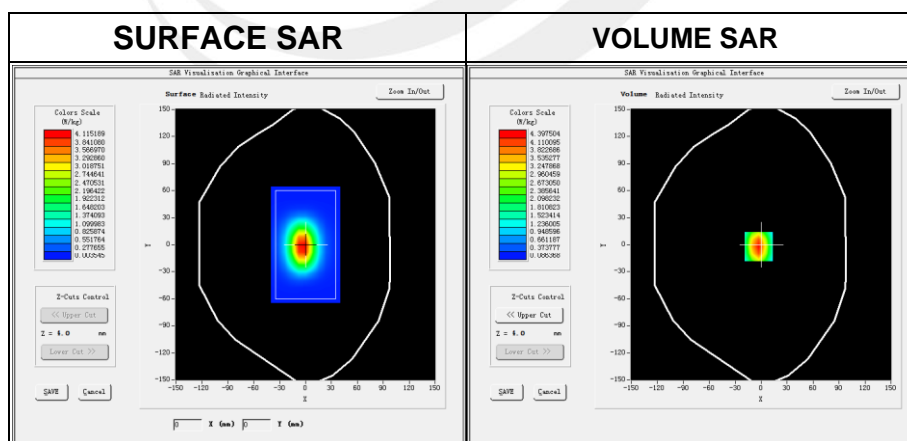 SURFACE SAR
VOLUME SAR
SAR Visualisation Graphical Interface
Surface Radiated Intensity
Zoom In/Out
Colors Scale
(W/kg)
4.115189
3.841080
3.566970
3.292860
3.018751
2.744641
2.470531
2.196422
1.922312
1.648203
1.374093
1.099983
0.825874
0.551764
0.277655
0.003545
150
120
90
60
30
0
-30
-60
-90
-120
-150
Y
-150 -120 -90 -60 -30 0 30 60 90 120 150
X
Z-Cuts Control
<< Upper Cut
Z = 4.0 mm
Lower Cut >>
SAVE Cancel
0 X (mm) 0 Y (mm)
SAR Visualisation Graphical Interface
Volume Radiated Intensity
Zoom In/Out
Colors Scale
(W/kg)
4.397504
4.110095
3.822686
3.535277
3.247868
2.960459
2.673050
2.385641
2.098232
1.810823
1.523414
1.236005
0.948596
0.661187
0.373777
0.086368
150
120
90
60
30
0
-30
-60
-90
-120
-150
Y
-150 -120 -90 -60 -30 0 30 60 90 120 150
X
Z-Cuts Control
<< Upper Cut
Z = 4.0 mm
Lower Cut >>
SAVE Cancel